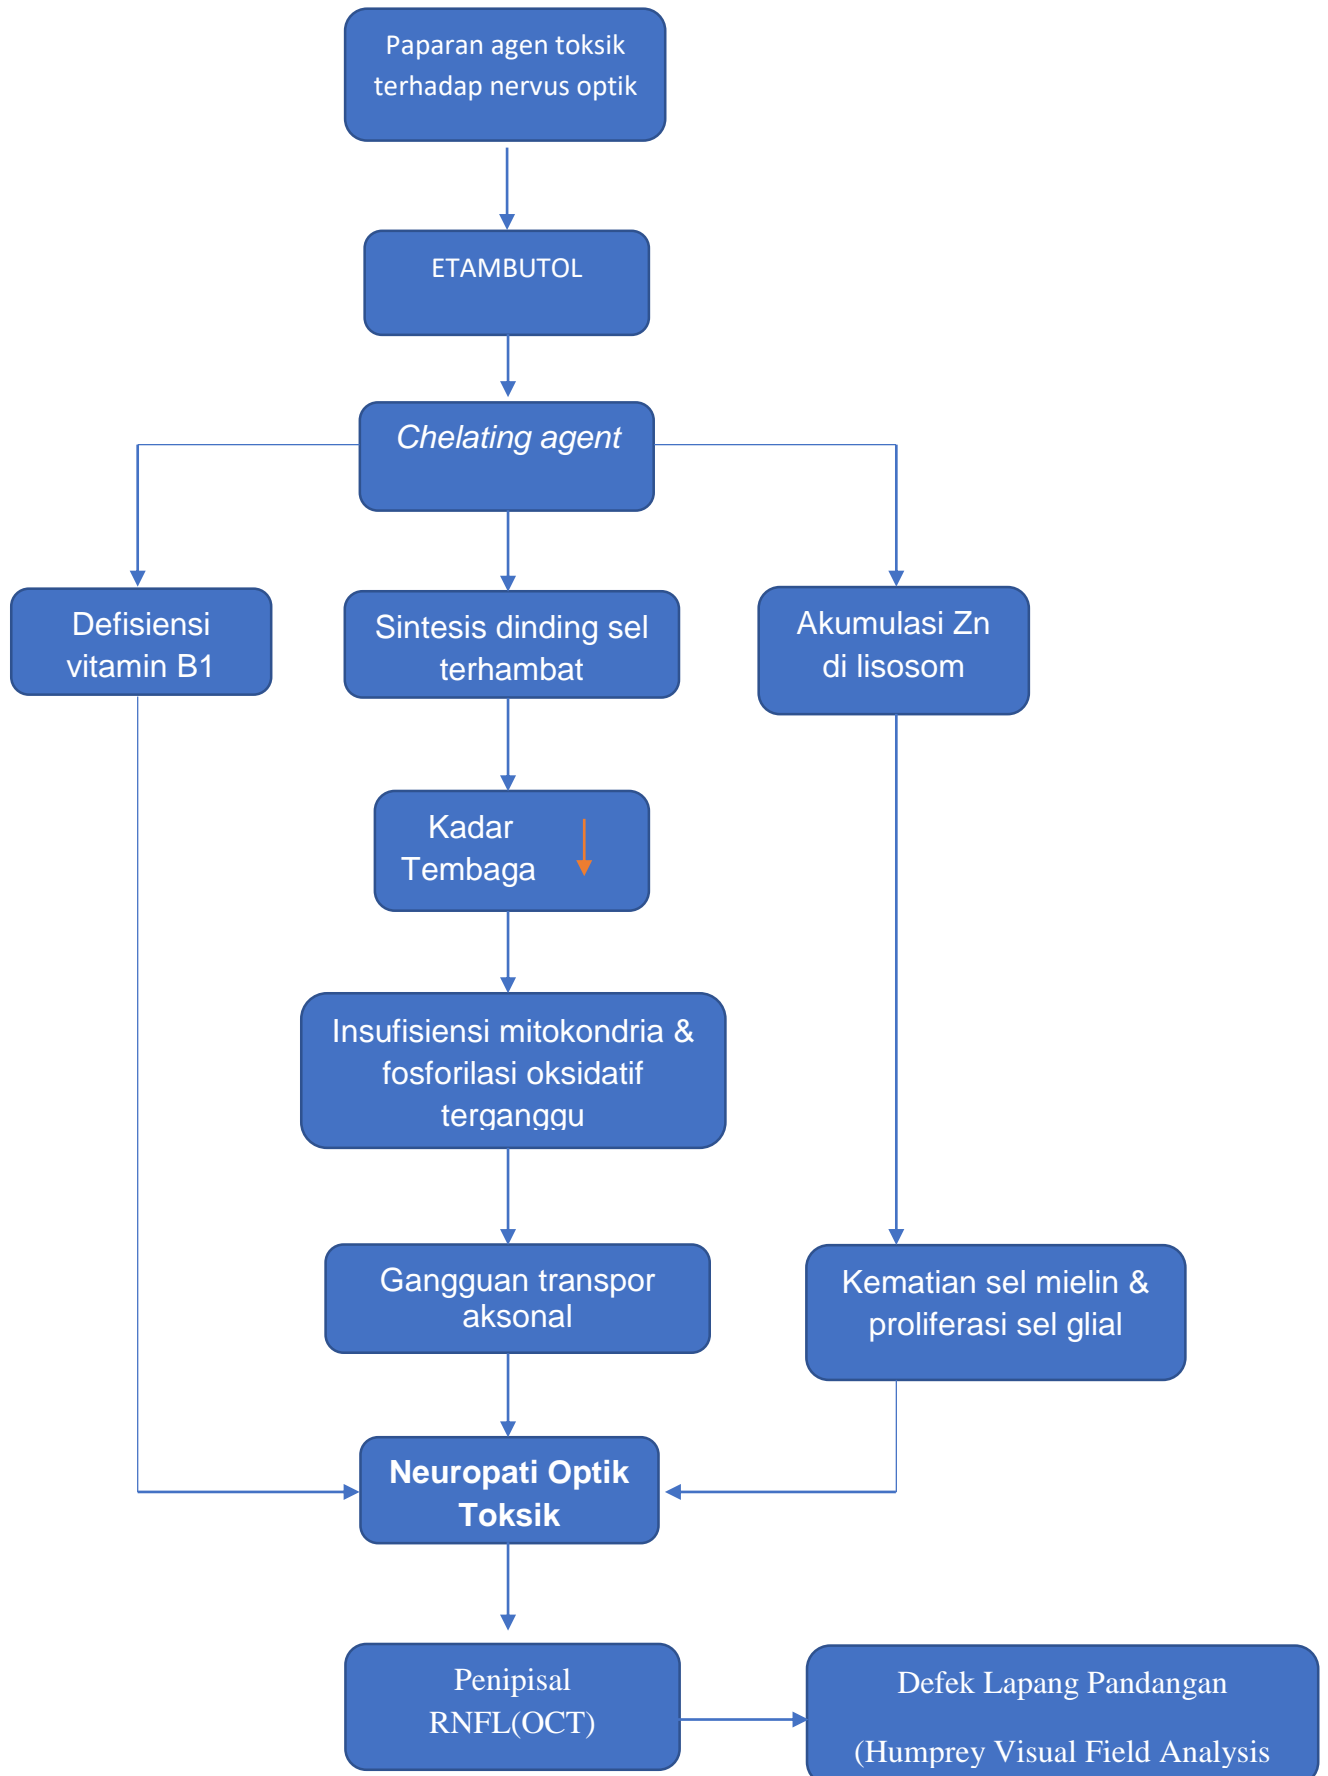 Paparan agen toksik
terhadap nervus optik
ETAMBUTOL
Chelating agent
Defisiensi
vitamin B1
Sintesis dinding sel
terhambat
Akumulasi Zn
di lisosom
Kadar
Tembaga
Insufisiensi mitokondria &
fosforilasi oksidatif
terganggu
Gangguan transpor
aksonal
Kematian sel mielin &
proliferasi sel glial
Neuropati Optik
Toksik
Penipisal
RNFL(OCT)
Defek Lapang Pandangan
(Humprey Visual Field Analysis